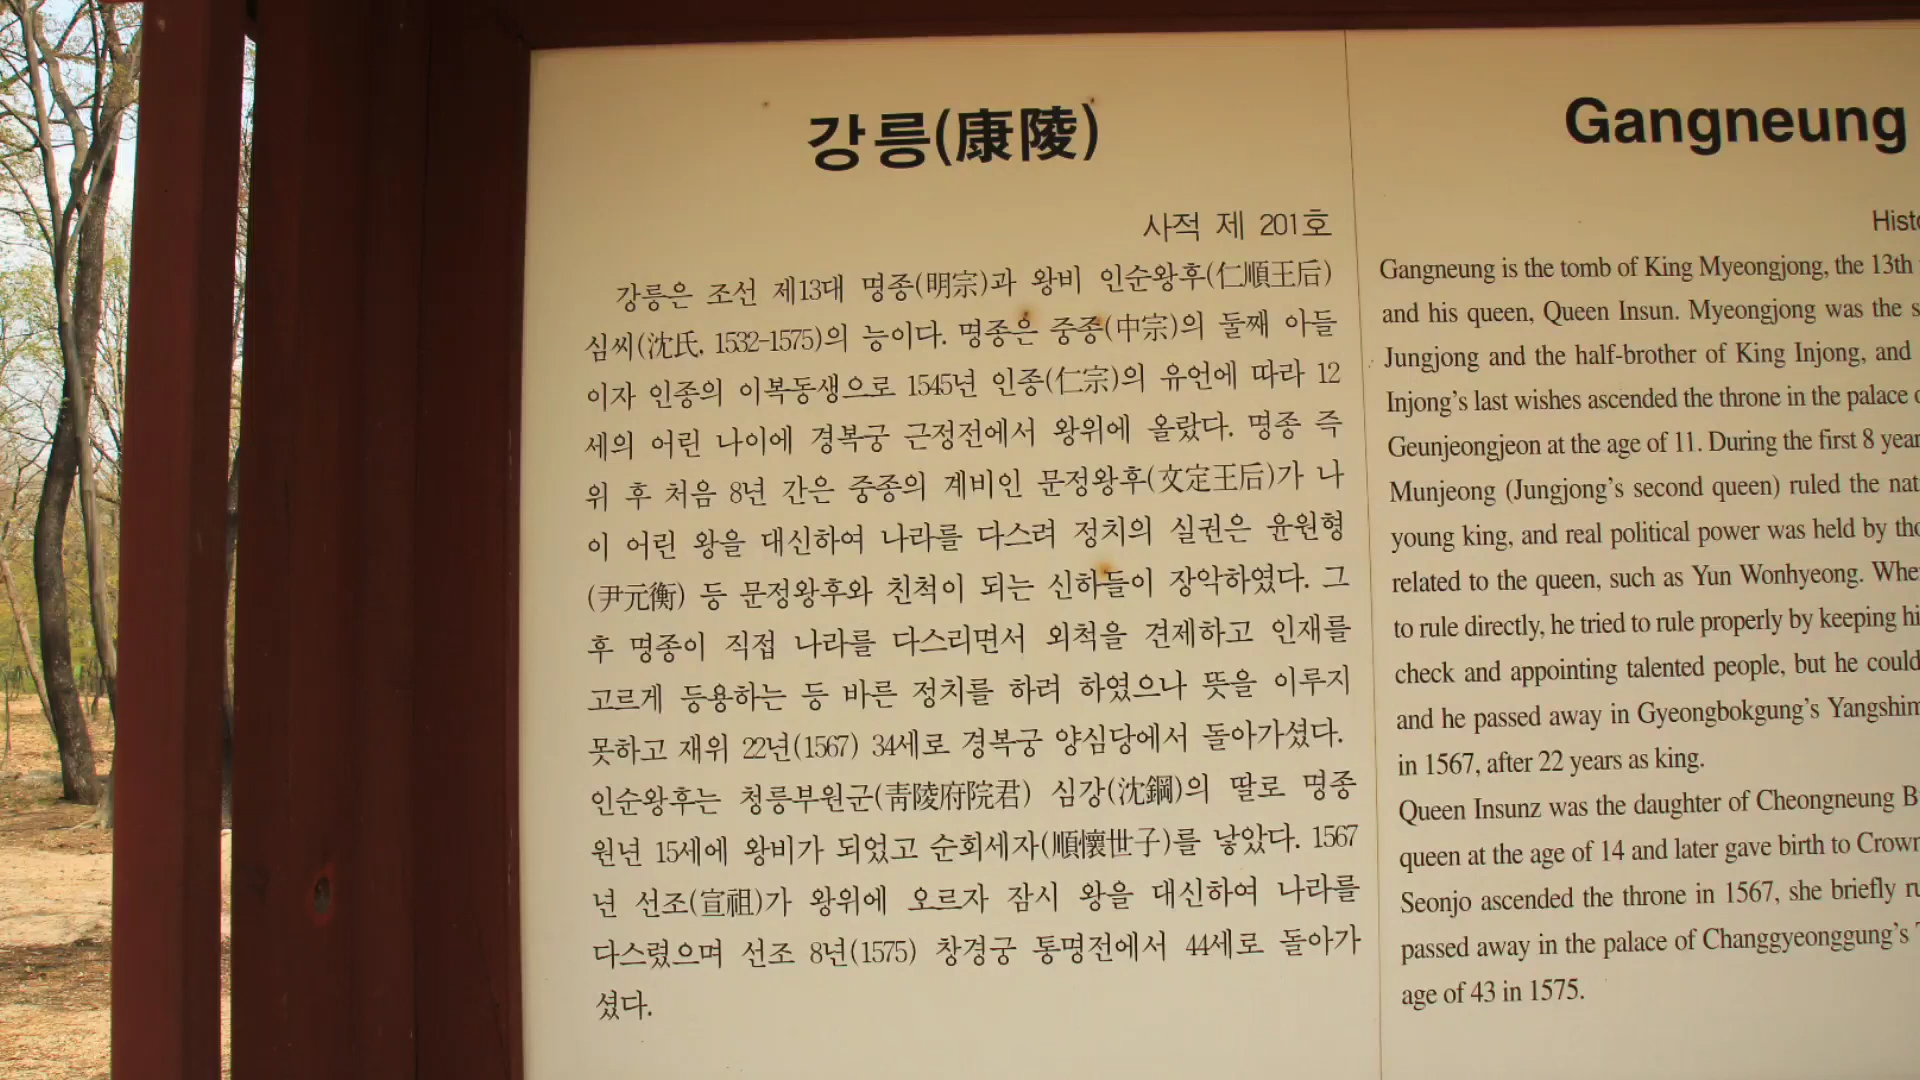 강릉(康陵)
사적 제 201호
강릉은 조선 제13대 명종(明宗)과 왕비 인순왕후(仁順王后)
심씨(沈氏, 1532-1575)의 능이다. 명종은 중종(中宗)의 둘째 아들
이자 인종의 이복동생으로 1545년 인종(仁宗)의 유언에 따라 12
세의 어린 나이에 경복궁 근정전에서 왕위에 올랐다. 명종 즉
위 후 처음 8년 간은 중종의 계비인 문정왕후(文定王后)가 나
이 어린 왕을 대신하여 나라를 다스려 정치의 실권은 윤원형
(尹元衡) 등 문정왕후와 친척이 되는 신하들이 장악하였다. 그
후 명종이 직접 나라를 다스리면서 외척을 견제하고 인재를
고르게 등용하는 등 바른 정치를 하려 하였으나 뜻을 이루지
못하고 재위 22년(1567) 34세로 경복궁 양심당에서 돌아가셨다.
인순왕후는 청릉부원군(靑陵府院君) 심강(沈鋼)의 딸로 명종
원년 15세에 왕비가 되었고 순회세자(順懷世子)를 낳았다. 1567
년 선조(宣祖)가 왕위에 오르자 잠시 왕을 대신하여 나라를
다스렸으며 선조 8년(1575) 창경궁 통명전에서 44세로 돌아가
셨다.
Gangneung
Gangneung is the tomb of King Myeongjong, the 13th
and his queen, Queen Insun. Myeongjong was the
Jungjong and the half-brother of King Injong, and
Injong's last wishes ascended the throne in the palace
Geunjeongjeon at the age of 11. During the first 8
Munjeong (Jungjong's second queen) ruled the
young king, and real political power was held by
related to the queen, such as Yun Wonhyeong.
to rule directly, he tried to rule properly by keeping
check and appointing talented people, but he could
and he passed away in Gyeongbokgung's
in 1567, after 22 years as king.
Queen Insunz was the daughter of Cheongneung
queen at the age of 14 and later gave birth to
Seonjo ascended the throne in 1567, she briefly
passed away in the palace of Changgyeonggung's
age of 43 in 1575.